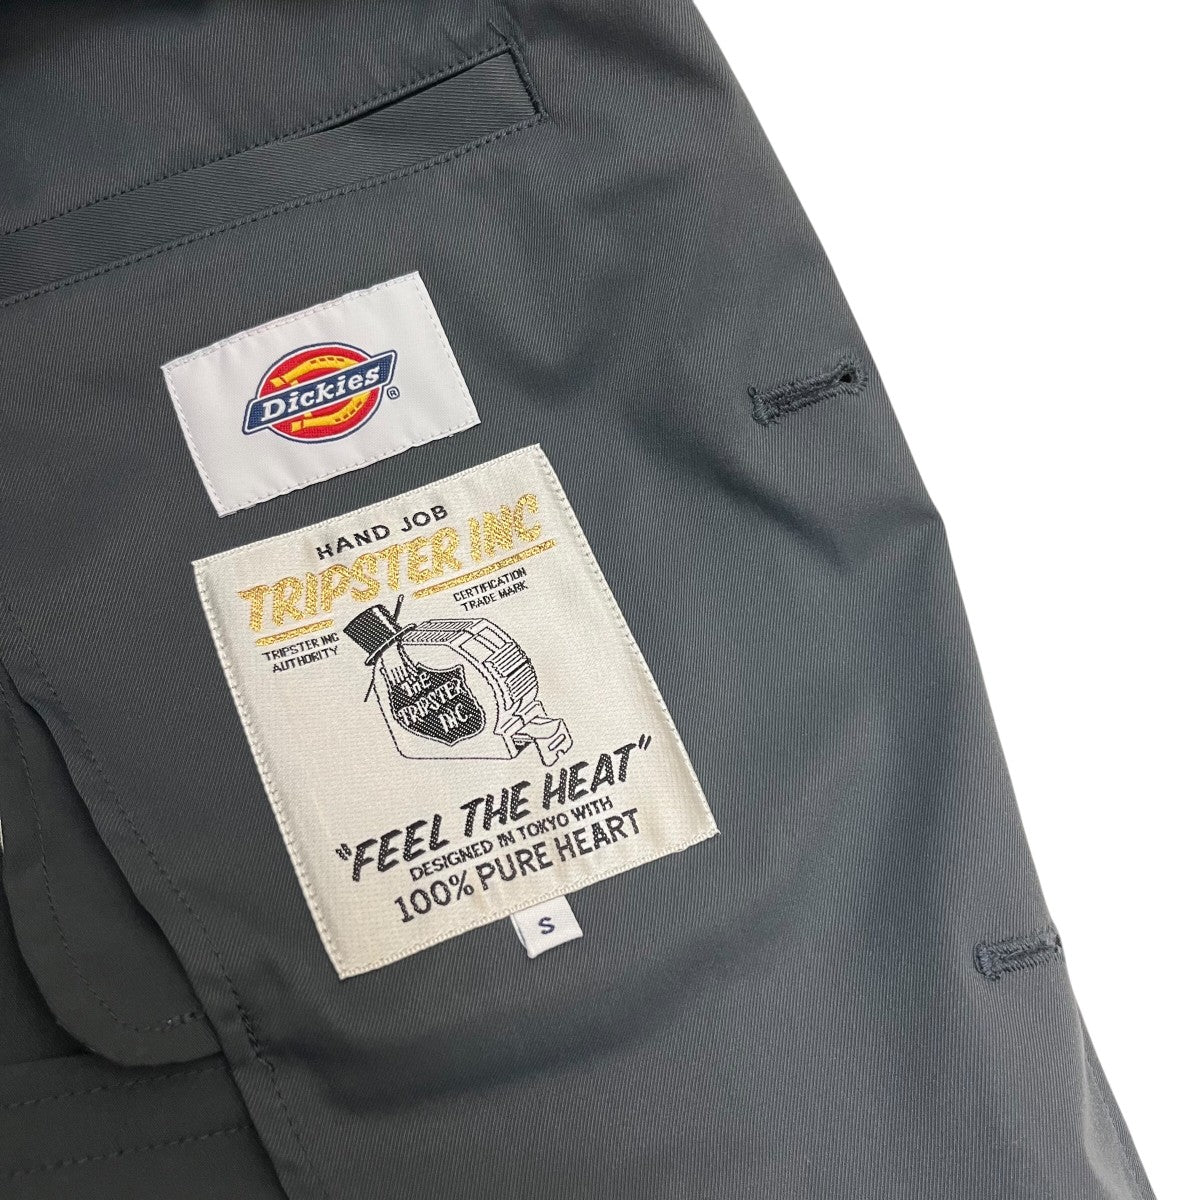 Dickies®
HAND JOB
TRIPSTER INC
CERTIFICATION
TRADE MARK
TRIPSTER INC
AUTHORITY
THE
TRIPSTER
INC
"FEEL THE HEAT"
DESIGNED IN TOKYO WITH
100% PURE HEART
S